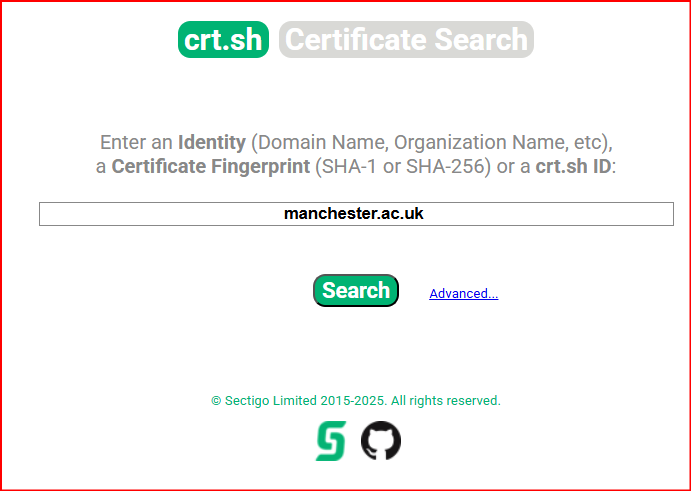 crt.sh Certificate Search
Enter an Identity (Domain Name, Organization Name, etc),
a Certificate Fingerprint (SHA-1 or SHA-256) or a crt.sh ID:
manchester.ac.uk
Search Advanced...
© Sectigo Limited 2015-2025. All rights reserved.